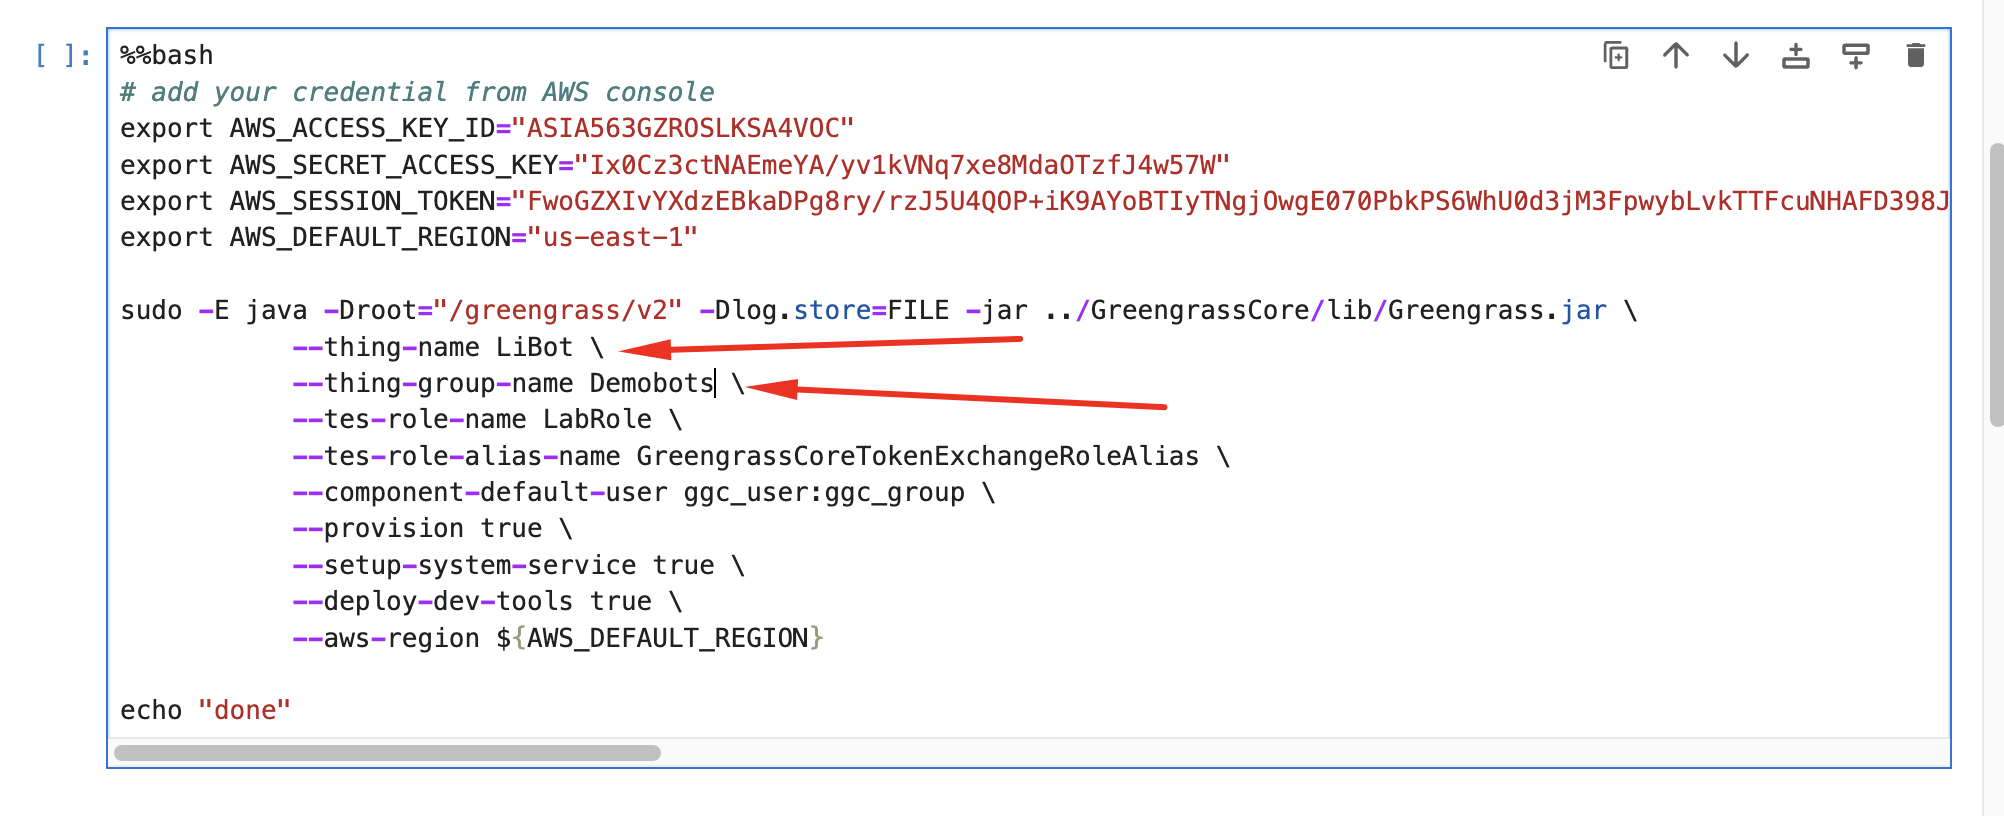 [ ]:
%%bash
# add your credential from AWS console
export AWS_ACCESS_KEY_ID="ASIA563GZROSLKSA4VOC"
export AWS_SECRET_ACCESS_KEY="Ix0Cz3ctNAEmeYA/yv1kVNq7xe8MdaOTzfJ4w57W"
export AWS_SESSION_TOKEN="FwoGZXIvYXdzEBkaDPg8ry/rzJ5U4QOP+iK9AYoBTIyTNgjOwgE070PbkPS6WhU0d3jM3FpwybLvkTTFcuNHAFD398J
export AWS_DEFAULT_REGION="us-east-1"
sudo -E java -Droot="/greengrass/v2" -Dlog.store=FILE -jar ../GreengrassCore/lib/Greengrass.jar \
--thing-name LiBot \
--thing-group-name Demobots \
--tes-role-name LabRole \
--tes-role-alias-name GreengrassCoreTokenExchangeRoleAlias \
--component-default-user ggc_user:ggc_group \
--provision true \
--setup-system-service true \
--deploy-dev-tools true \
--aws-region ${AWS_DEFAULT_REGION}
echo "done"